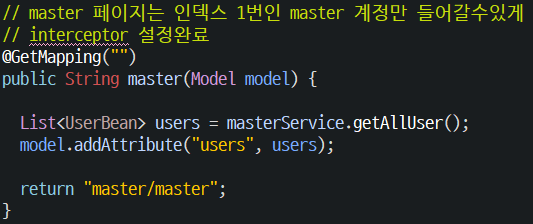 // master 페이지는 인덱스 1번인 master 계정만 들어갈수있게
// interceptor 설정완료
@GetMapping("")
public String master(Model model) {
List<UserBean> users = masterService.getAllUser();
model.addAttribute("users", users);
return "master/master";
}